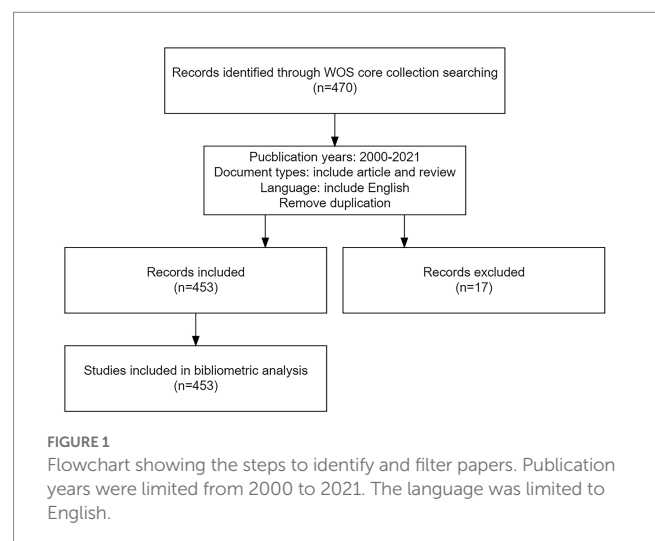 Records identified through WOS core collection searching
(n=470)
Pucblication years: 2000-2021
Document types: include article and review
Language: include English
Remove duplication
Records included
(n=453)
Records excluded
(n=17)
Studies included in bibliometric analysis
(n=453)
FIGURE 1
Flowchart showing the steps to identify and filter papers. Publication
years were limited from 2000 to 2021. The language was limited to
English.